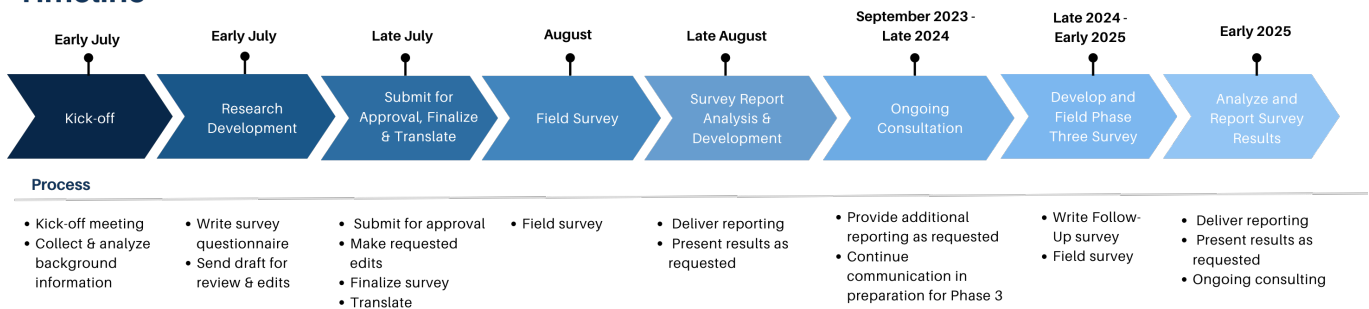 Timeline
Early July
Early July
Late July
August
Late August
September 2023 -
Late 2024
Late 2024 -
Early 2025
Early 2025
Kick-off
Research
Development
Submit for
Approval, Finalize
& Translate
Field Survey
Survey Report
Analysis &
Development
Ongoing
Consultation
Develop and
Field Phase
Three Survey
Analyze and
Report Survey
Results
Process
• Kick-off meeting
• Collect & analyze
background
information
• Write survey
questionnaire
• Send draft for
review & edits
• Submit for approval
• Make requested
edits
• Finalize survey
• Translate
• Field survey
• Deliver reporting
• Present results as
requested
• Provide additional
reporting as requested
• Continue
communication in
preparation for Phase 3
• Write Follow-
Up survey
• Field survey
• Deliver reporting
• Present results as
requested
• Ongoing consulting